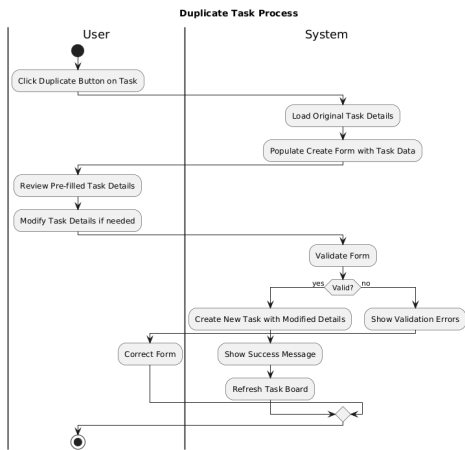 Duplicate Task Process
User
System
Click Duplicate Button on Task
Load Original Task Details
Populate Create Form with Task Data
Review Pre-filled Task Details
Modify Task Details if needed
Validate Form
yes
Valid?
no
Create New Task with Modified Details
Show Validation Errors
Correct Form
Show Success Message
Refresh Task Board